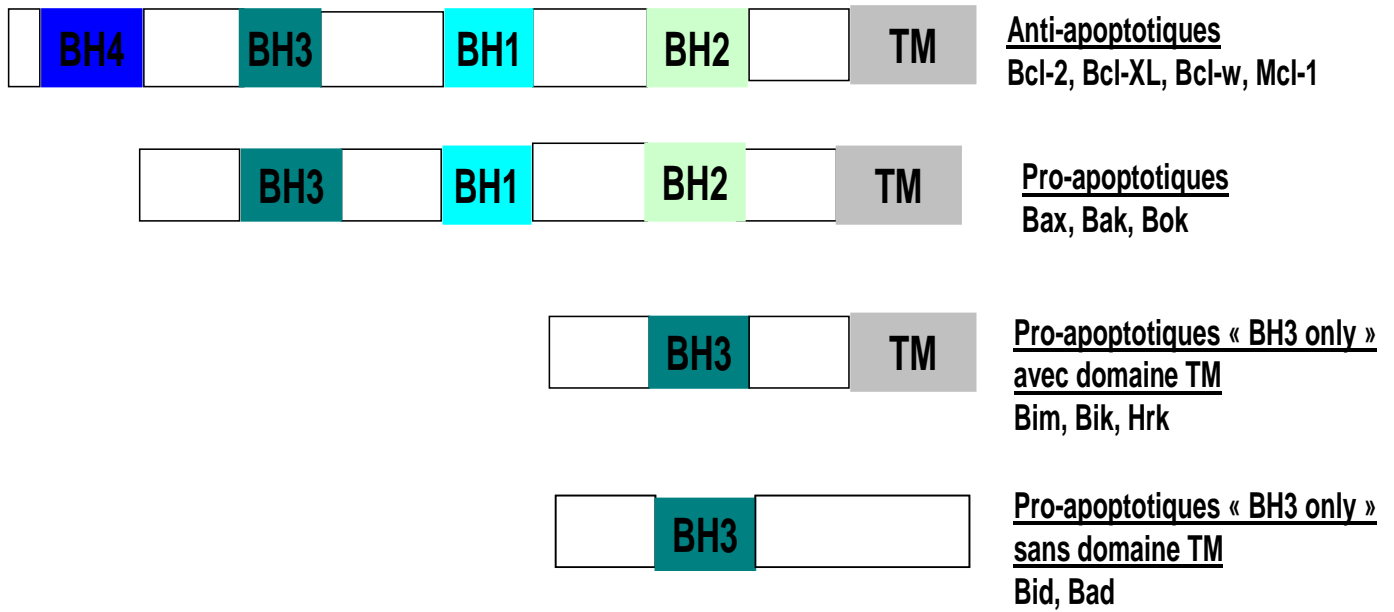 BH4 BH3 BH1 BH2 TM
Anti-apoptotiques
Bcl-2, Bcl-XL, Bcl-w, Mcl-1
BH3 BH1 BH2 TM
Pro-apoptotiques
Bax, Bak, Bok
BH3 TM
Pro-apoptotiques « BH3 only »
avec domaine TM
Bim, Bik, Hrk
BH3
Pro-apoptotiques « BH3 only »
sans domaine TM
Bid, Bad